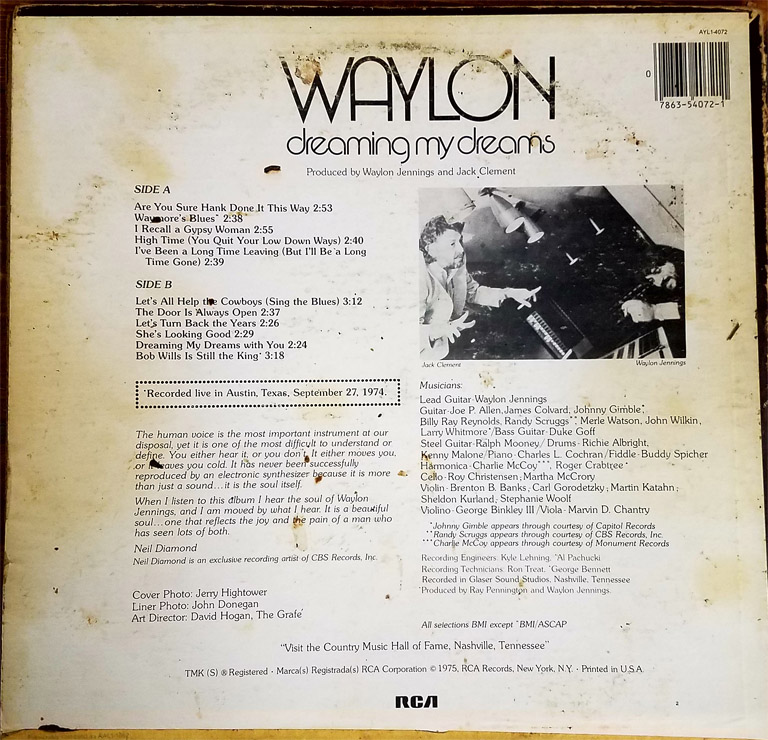 AYL1-4072
0
7863-54072-1
WAYLON
dreaming my dreams
Produced by Waylon Jennings and Jack Clement
SIDE A
Are You Sure Hank Done It This Way 2:53
Waymore's Blues* 2:38
I Recall a Gypsy Woman 2:55
High Time (You Quit Your Low Down Ways) 2:40
I've Been a Long Time Leaving (But I'll Be a Long
Time Gone) 2:39
SIDE B
Let's All Help the Cowboys (Sing the Blues) 3:12
The Door Is Always Open 2:37
Let's Turn Back the Years 2:26
She's Looking Good 2:29
Dreaming My Dreams with You 2:24
Bob Wills Is Still the King* 3:18
*Recorded live in Austin, Texas, September 27, 1974.
The human voice is the most important instrument at our
disposal, yet it is one of the most difficult to understand or
define. You either hear it, or you don't. It either moves you,
or leaves you cold. It has never been successfully
reproduced by an electronic synthesizer because it is more
than just a sound...it is the soul itself.
When I listen to this album I hear the soul of Waylon
Jennings, and I am moved by what I hear. It is a beautiful
soul...one that reflects the joy and the pain of a man who
has seen lots of both.
Neil Diamond
Neil Diamond is an exclusive recording artist of CBS Records, Inc.
Cover Photo: Jerry Hightower
Liner Photo: John Donegan
Art Director: David Hogan, The Grafe'
Jack Clement
Waylon Jennings
Musicians:
Lead Guitar·Waylon Jennings
Guitar·Joe P. Allen, James Colvard, Johnny Gimble*,
Billy Ray Reynolds, Randy Scruggs**, Merle Watson, John Wilkin,
Larry Whitmore*/Bass Guitar·Duke Goff
Steel Guitar·Ralph Mooney/Drums·Richie Albright,
Kenny Malone/Piano·Charles L. Cochran/Fiddle·Buddy Spicher
Harmonica·Charlie McCoy***, Roger Crabtree*
Cello·Roy Christensen, Martha McCrory
Violin·Brenton B. Banks, Carl Gorodetzky, Martin Katahn,
Sheldon Kurland, Stephanie Woolf
Violino·George Binkley III/Viola·Marvin D. Chantry
*Johnny Gimble appears through courtesy of Capitol Records
**Randy Scruggs appears through courtesy of CBS Records, Inc.
***Charlie McCoy appears through courtesy of Monument Records
Recording Engineers: Kyle Lehning, *Al Pachucki
Recording Technicians: Ron Treat, *George Bennett
Recorded in Glaser Sound Studios, Nashville, Tennessee
*Produced by Ray Pennington and Waylon Jennings.
All selections BMI except *BMI/ASCAP
"Visit the Country Music Hall of Fame, Nashville, Tennessee"
TMK (S) ® Registered · Marca(s) Registrada(s) RCA Corporation © 1975, RCA Records, New York, N.Y. · Printed in U.S.A.
RCA
2